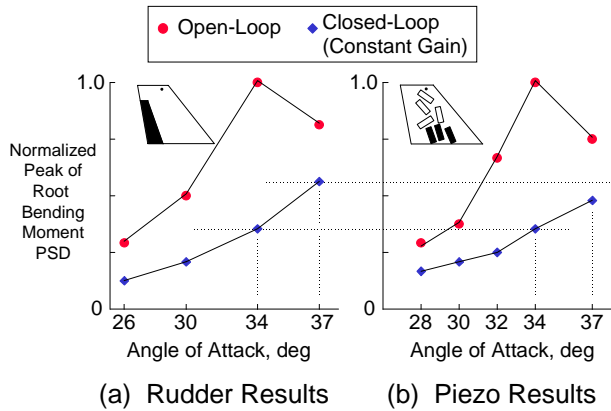 Open-Loop
Closed-Loop
(Constant Gain)
1.0
0
Normalized
Peak of
Root
Bending
Moment
PSD
26 30 34 37
Angle of Attack, deg
(a) Rudder Results
1.0
0
28 30 32 34 37
Angle of Attack, deg
(b) Piezo Results